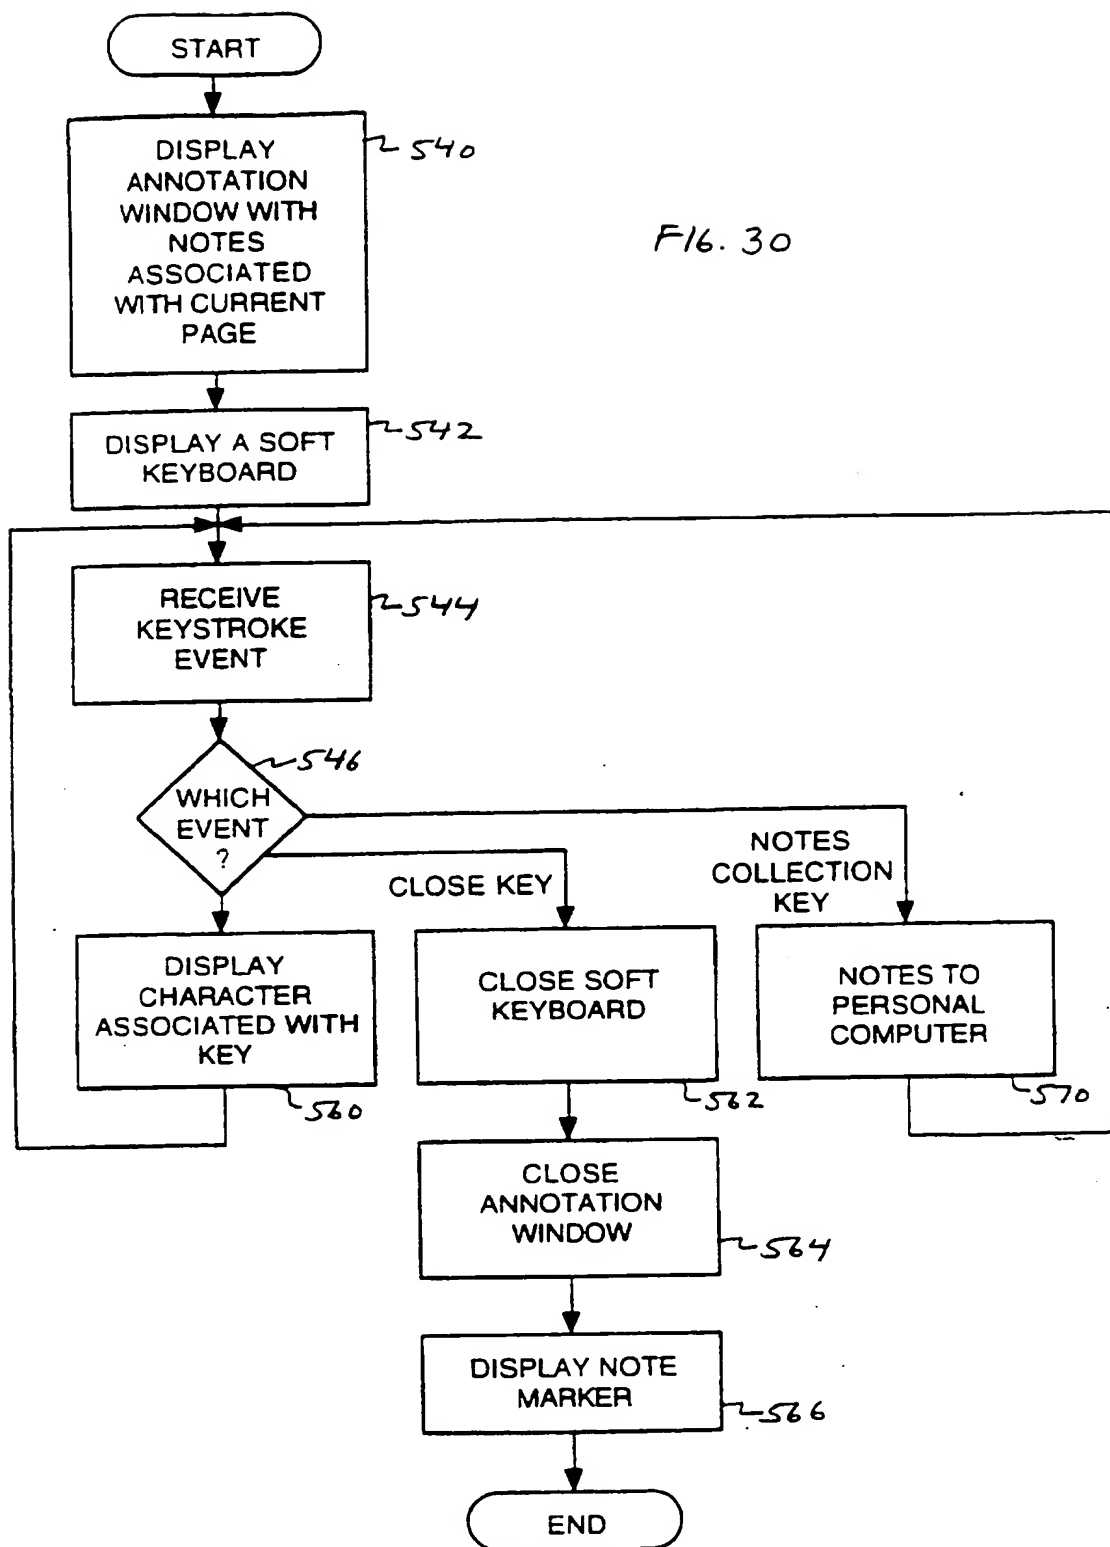 START
DISPLAY
ANNOTATION
WINDOW WITH
NOTES
ASSOCIATED
WITH CURRENT
PAGE
540
FIG. 30
DISPLAY A SOFT
KEYBOARD
542
RECEIVE
KEYSTROKE
EVENT
544
WHICH
EVENT
?
546
CLOSE KEY
NOTES
COLLECTION
KEY
DISPLAY
CHARACTER
ASSOCIATED WITH
KEY
560
CLOSE SOFT
KEYBOARD
562
NOTES TO
PERSONAL
COMPUTER
570
CLOSE
ANNOTATION
WINDOW
564
DISPLAY NOTE
MARKER
566
END